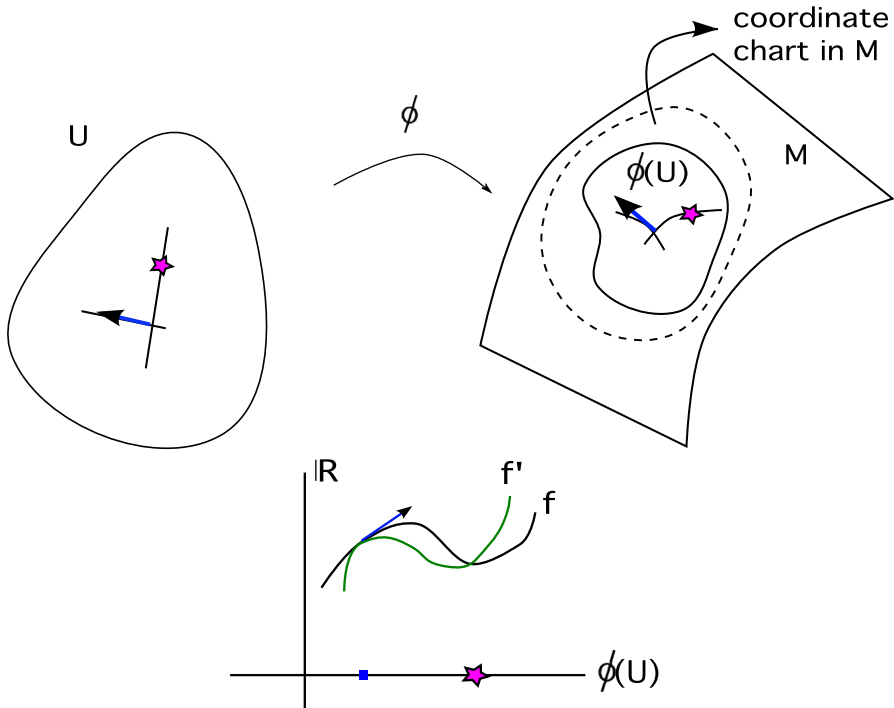 coordinate
chart in M
U
ϕ
M
ϕ(U)
ℝ
f'
f
ϕ(U)